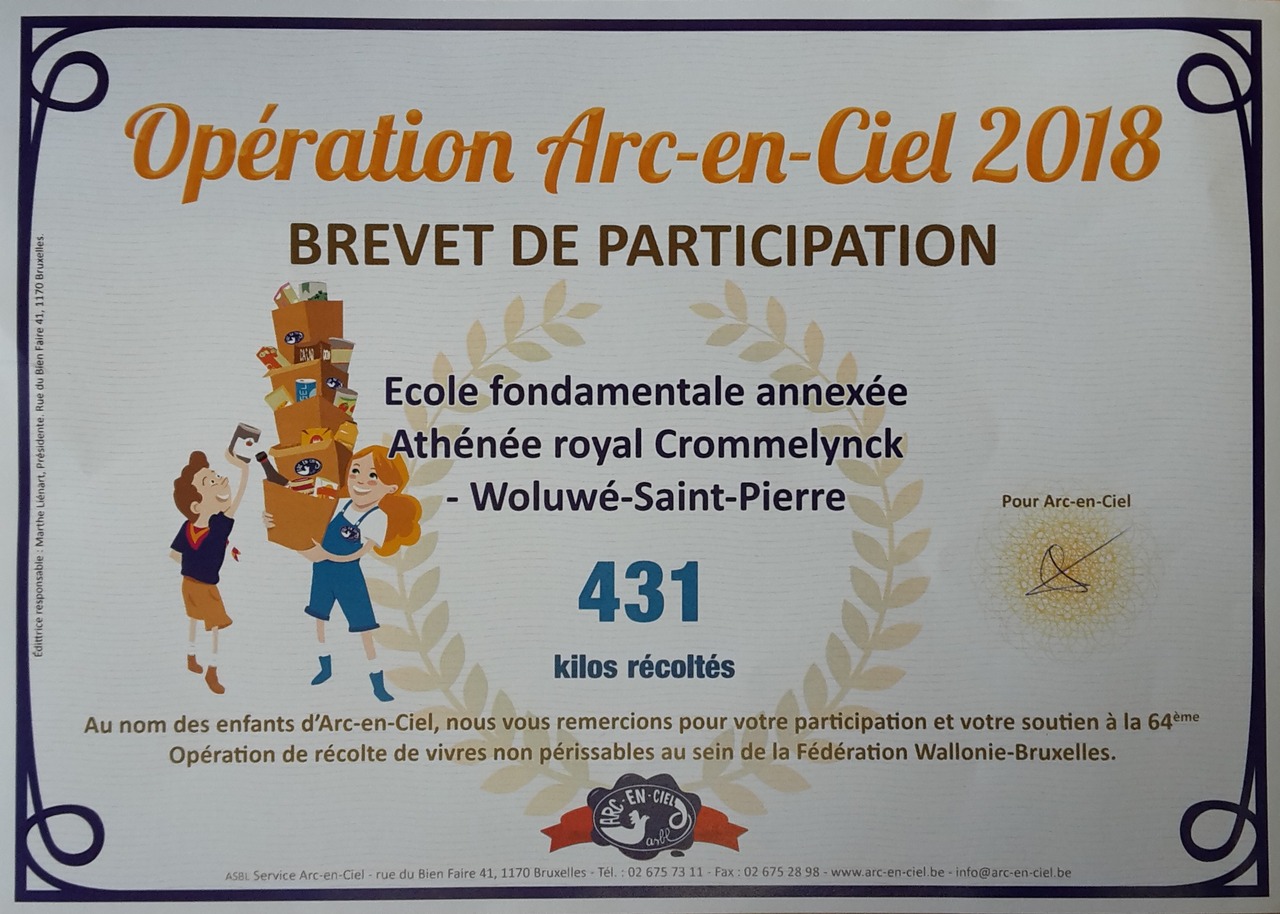 Opération Arc-en-Ciel 2018
BREVET DE PARTICIPATION
Ecole fondamentale annexée
Athénée royal Crommelynck
- Woluwé-Saint-Pierre
431
kilos récoltés
Pour Arc-en-Ciel
Au nom des enfants d'Arc-en-Ciel, nous vous remercions pour votre participation et votre soutien à la 64ème
Opération de récolte de vivres non périssables au sein de la Fédération Wallonie-Bruxelles.
ARC-EN-CIEL
asbl
ASBL Service Arc-en-Ciel - rue du Bien Faire 41, 1170 Bruxelles - Tél. : 02 675 73 11 - Fax : 02 675 28 98 - www.arc-en-ciel.be - info@arc-en-ciel.be
Édittrice responsable : Marthe Liénart, Présidente. Rue du Bien Faire 41, 1170 Bruxelles.